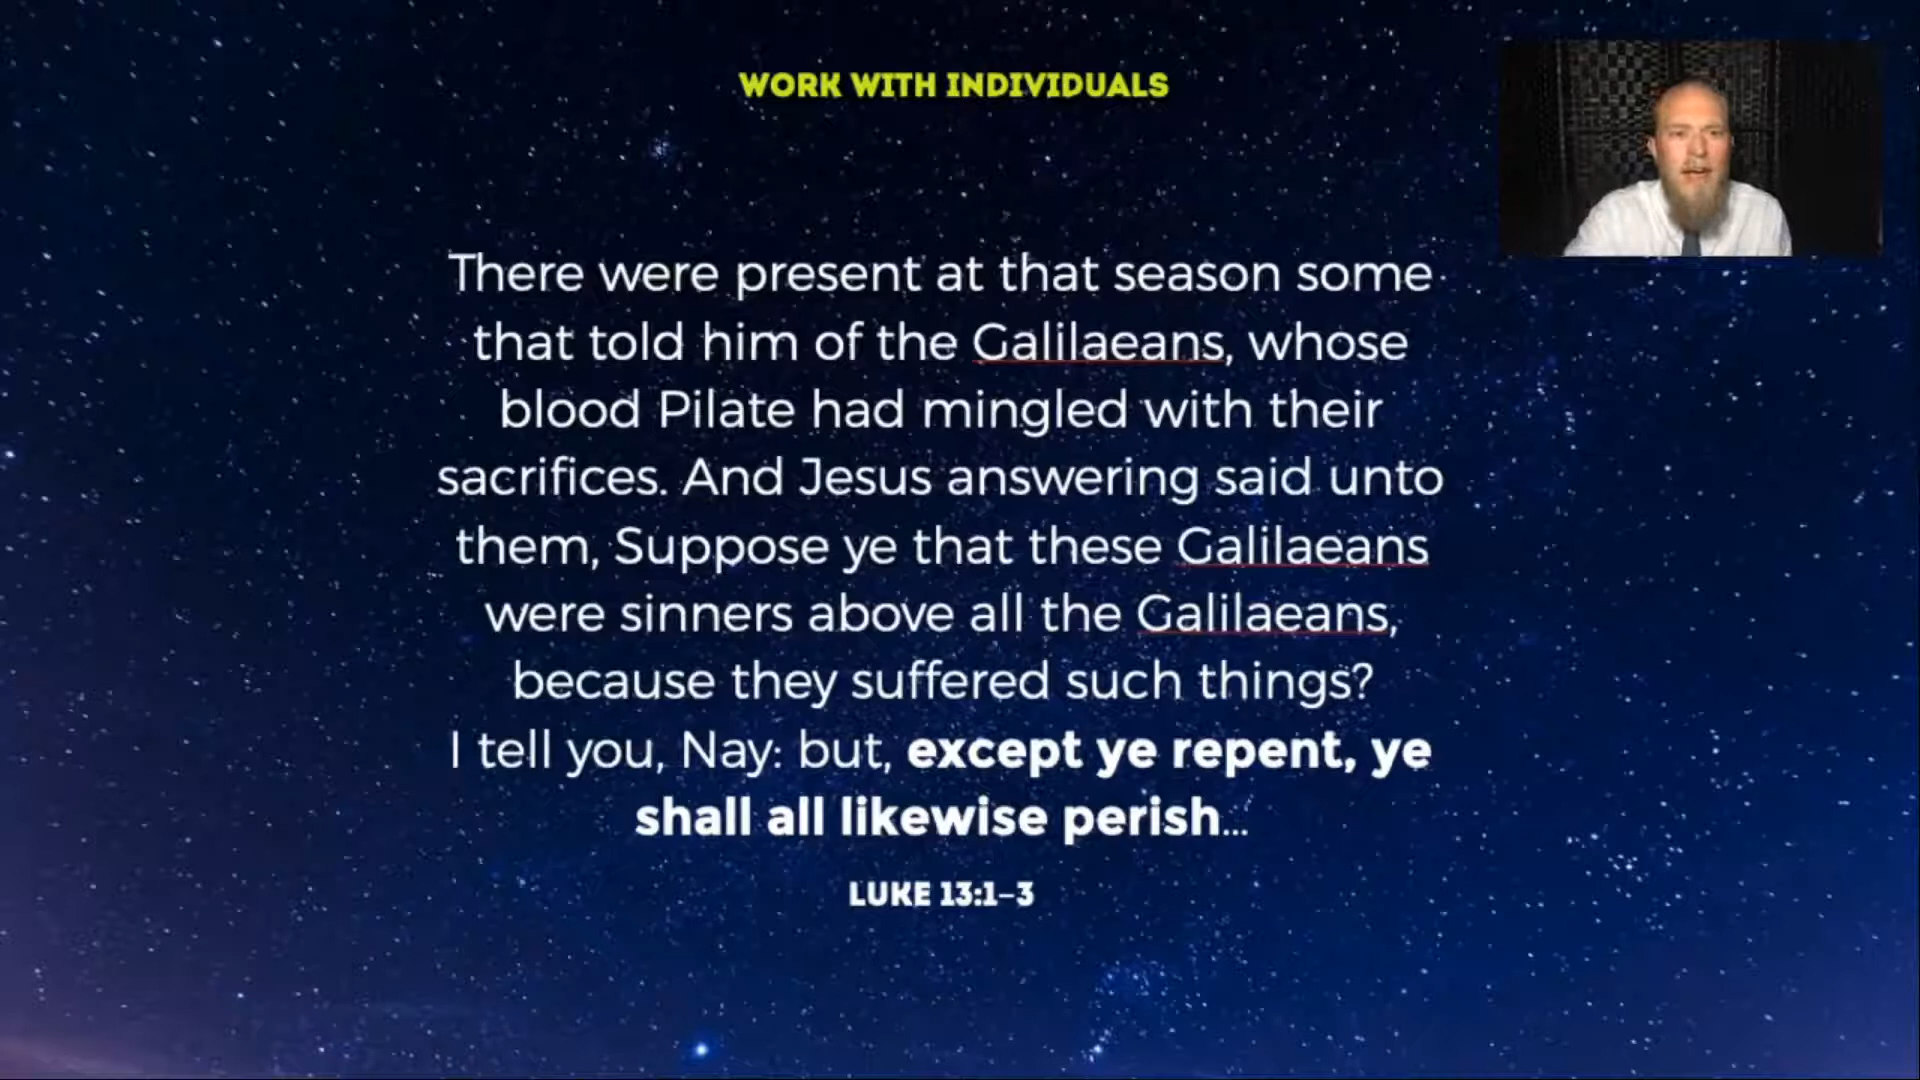 WORK WITH INDIVIDUALS
There were present at that season some
that told him of the Galilaeans, whose
blood Pilate had mingled with their
sacrifices. And Jesus answering said unto
them, Suppose ye that these Galilaeans
were sinners above all the Galilaeans,
because they suffered such things?
I tell you, Nay: but, except ye repent, ye
shall all likewise perish...
LUKE 13:1–3